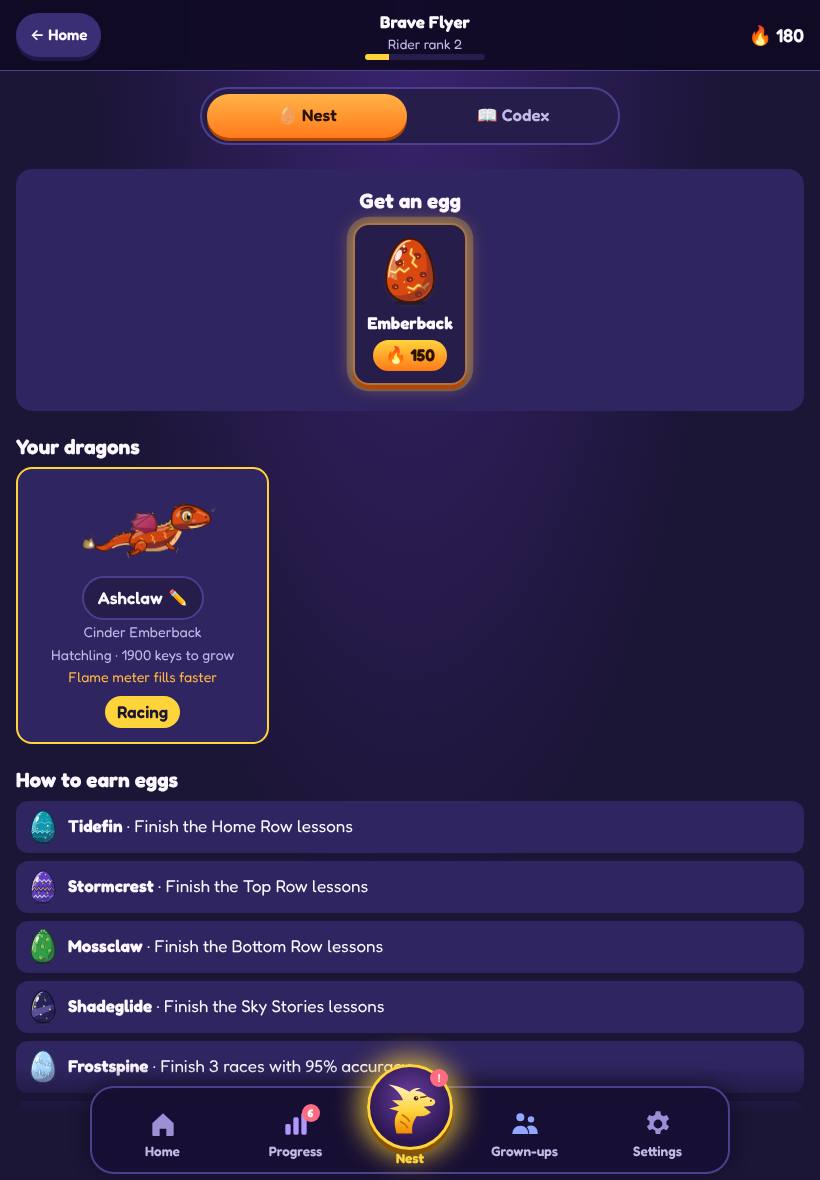 ← Home
Brave Flyer
Rider rank 2
🔥 180
🥚 Nest
📖 Codex
Get an egg
Emberback
🔥 150
Your dragons
Ashclaw ✏️
Cinder Emberback
Hatchling · 1900 keys to grow
Flame meter fills faster
Racing
How to earn eggs
Tidefin · Finish the Home Row lessons
Stormcrest · Finish the Top Row lessons
Mossclaw · Finish the Bottom Row lessons
Shadeglide · Finish the Sky Stories lessons
Frostspine · Finish 3 races with 95% accuracy
!
6
Home
Progress
Nest
Grown-ups
Settings